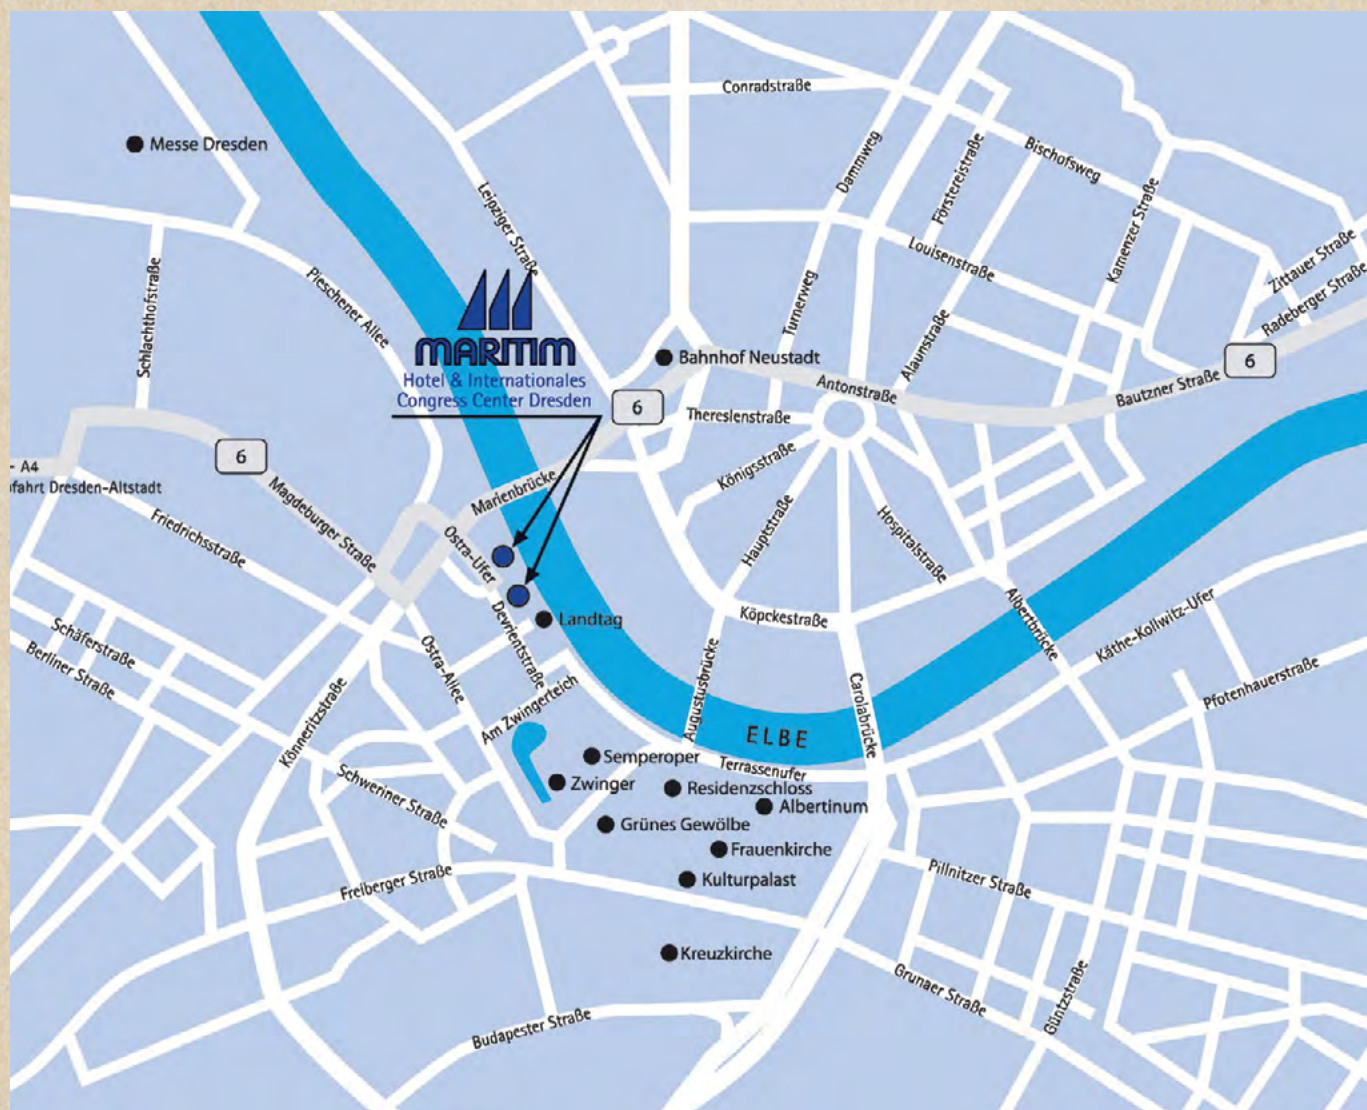 Conradstraße
Messe Dresden
Bischofsweg
Dammweg
Förstereistraße
Leipziger Straße
Kamenzer Straße
Louisenstraße
Zittauer Straße
Radeberger Straße
Schlachthofstraße
Pieschener Allee
Turnerweg
Alaunstraße
MARITIM
Hotel & Internationales
Congress Center Dresden
Bahnhof Neustadt
6
Antonstraße
Bautzner Straße
6
Thereslenstraße
6
- A4
fahrt Dresden-Altstadt
Königsstraße
Marienbrücke
Magdeburger Straße
Friedrichsstraße
Hauptstraße
Hospitalstraße
Ostra-Ufer
Devrientstraße
Landtag
Köpckestraße
Albertbrücke
Käthe-Kollwitz-Ufer
Schäferstraße
Berliner Straße
Ostra-Allee
Augustusbrücke
Carolabrücke
Pfotenhauerstraße
Könneritzstraße
Am Zwingerteich
ELBE
Semperoper
Terrassenufer
Zwinger
Residenzschloss
Schweriner Straße
Albertinum
Grünes Gewölbe
Frauenkirche
Freiberger Straße
Kulturpalast
Pillnitzer Straße
Kreuzkirche
Grunaer Straße
Güntzstraße
Budapester Straße